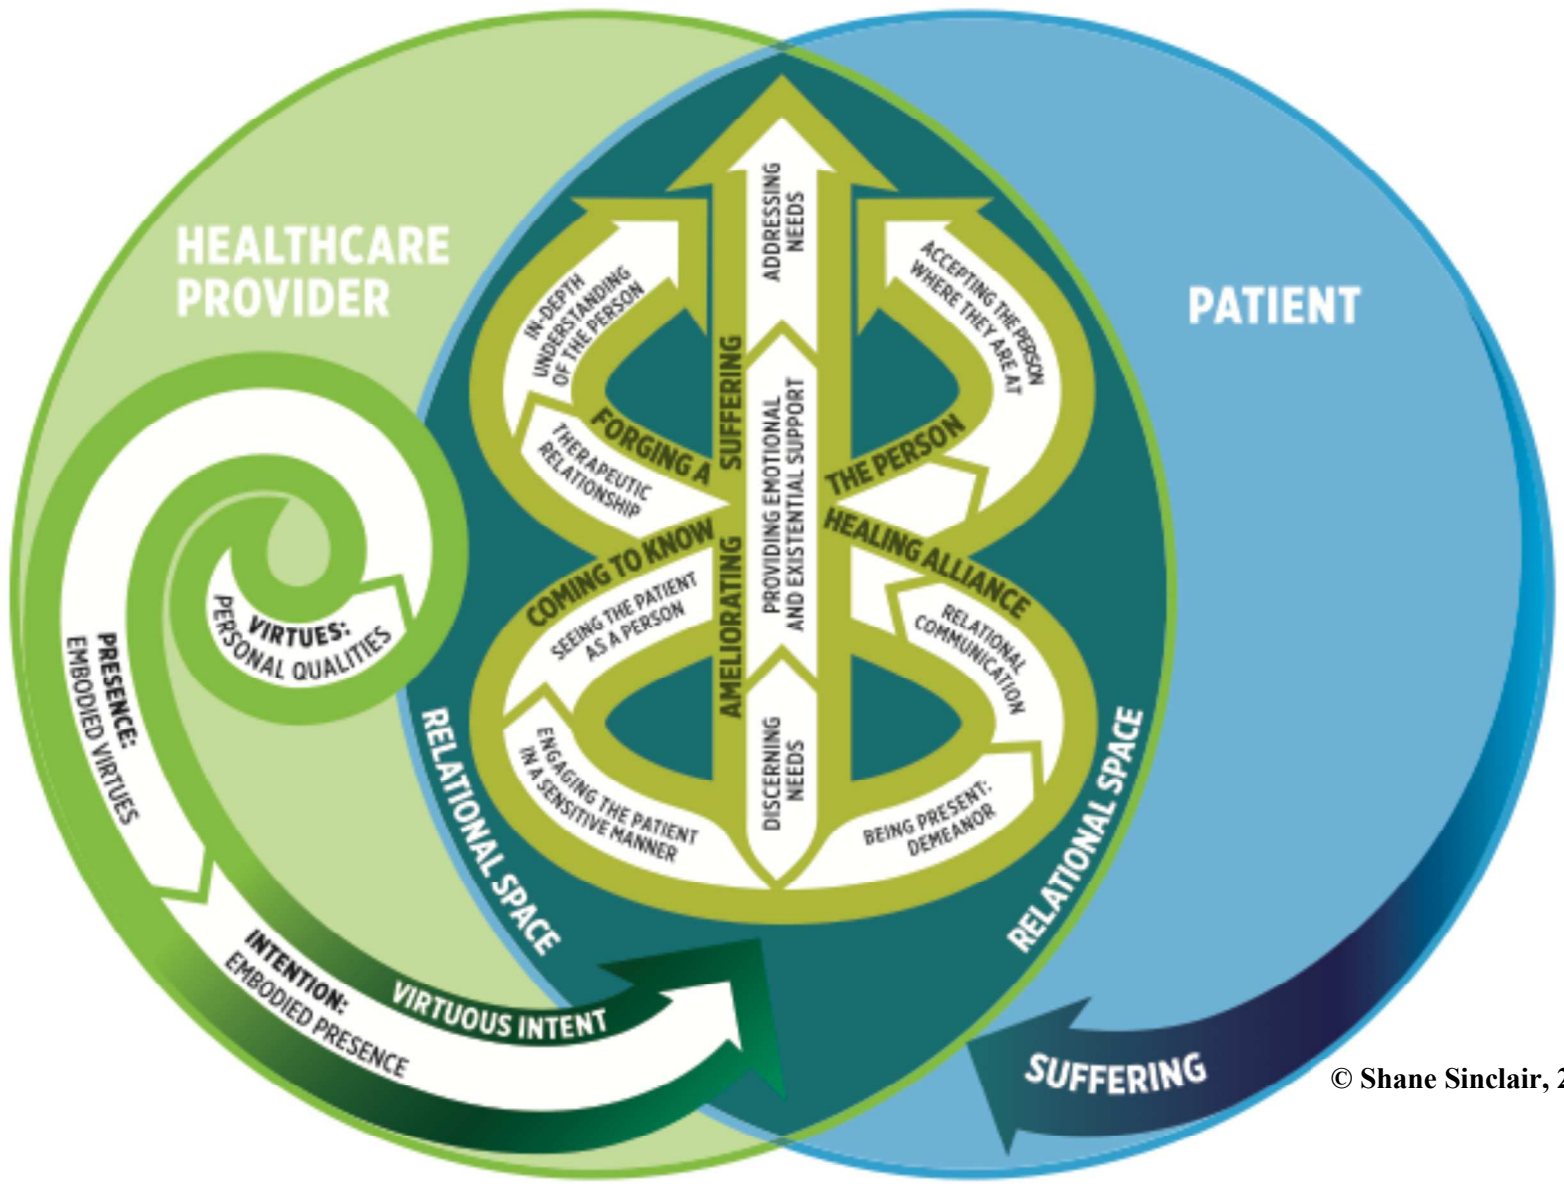 HEALTHCARE
PROVIDER
PATIENT
VIRTUES:
PERSONAL QUALITIES
PRESENCE:
EMBODIED VIRTUES
INTENTION:
EMBODIED PRESENCE
VIRTUOUS INTENT
RELATIONAL SPACE
ADDRESSING
NEEDS
PROVIDING EMOTIONAL
AND EXISTENTIAL SUPPORT
DISCERNING
NEEDS
AMELIORATING SUFFERING
IN-DEPTH
UNDERSTANDING
OF THE PERSON
THERAPEUTIC
RELATIONSHIP
FORGING A
HEALING ALLIANCE
COMING TO KNOW
THE PERSON
SEEING THE PATIENT
AS A PERSON
ENGAGING THE PATIENT
IN A SENSITIVE MANNER
ACCEPTING THE PERSON
WHERE THEY ARE AT
RELATIONAL
COMMUNICATION
BEING PRESENT:
DEMEANOR
RELATIONAL SPACE
SUFFERING
© Shane Sinclair, 2